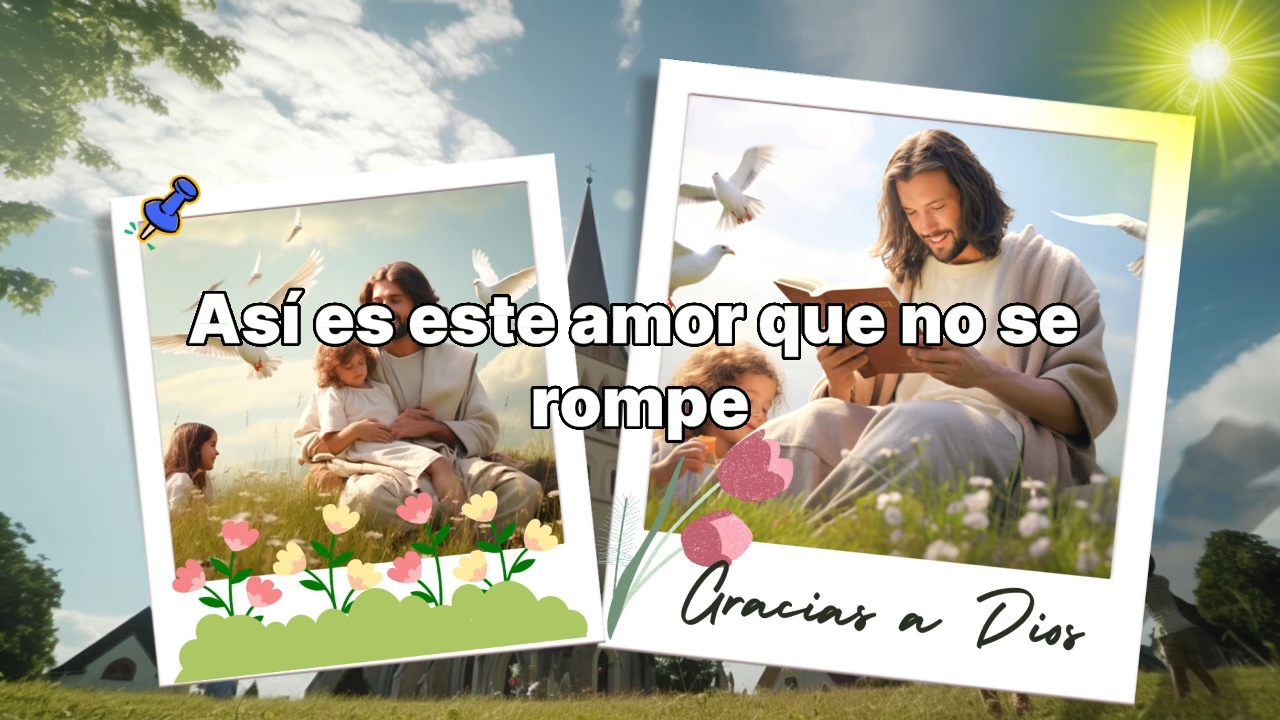 Así es este amor que no se
rompe
Gracias a Dios